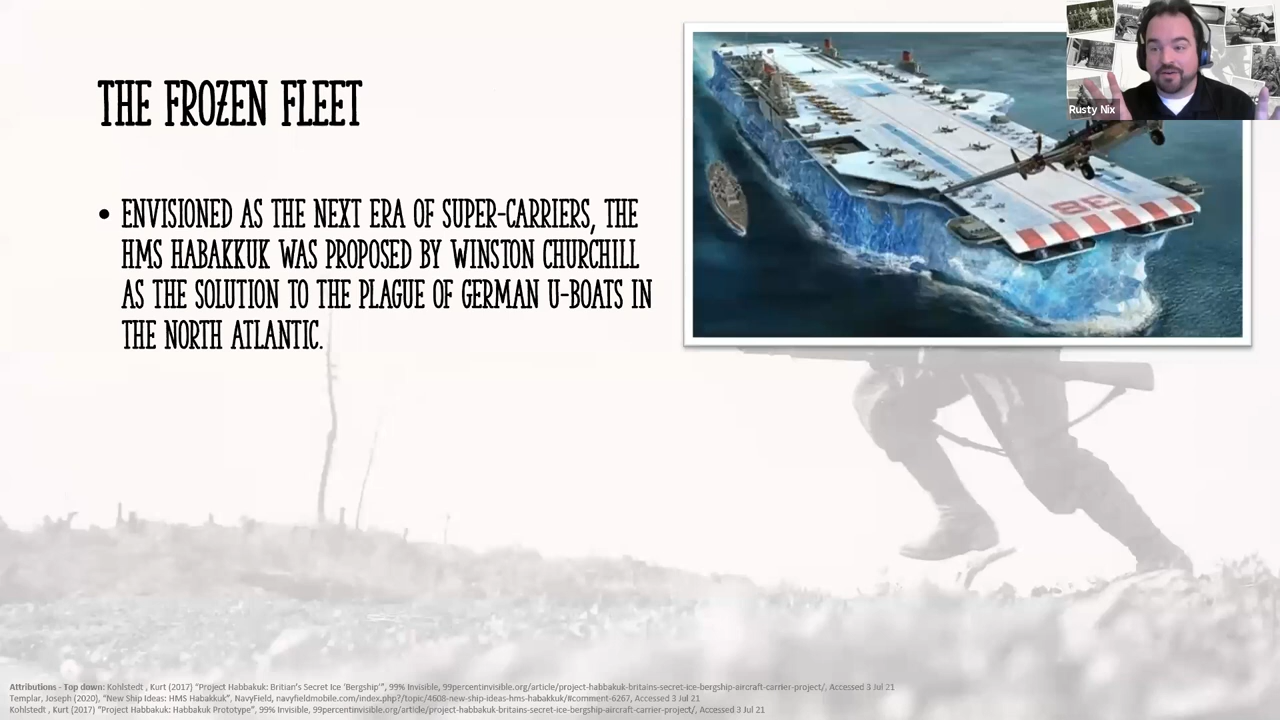 THE FROZEN FLEET
• ENVISIONED AS THE NEXT ERA OF SUPER-CARRIERS, THE
HMS HABAKKUK WAS PROPOSED BY WINSTON CHURCHILL
AS THE SOLUTION TO THE PLAGUE OF GERMAN U-BOATS IN
THE NORTH ATLANTIC.
Rusty Nix
38
Attributions - Top down: Kohlstedt , Kurt (2017) "Project Habbakuk: Britian's Secret Ice 'Bergship'", 99% Invisible, 99percentinvisible.org/article/project-habbakuk-britains-secret-ice-bergship-aircraft-carrier-project/, Accessed 3 Jul 21
Templar, Joseph (2020), "New Ship Ideas: HMS Habakkuk", NavyField, navyfieldmobile.com/index.php?/topic/4608-new-ship-ideas-hms-habakkuk/#comment-6267, Accessed 3 Jul 21
Kohlstedt , Kurt (2017) "Project Habbakuk: Habbakuk Prototype", 99% Invisible, 99percentinvisible.org/article/project-habbakuk-britains-secret-ice-bergship-aircraft-carrier-project/, Accessed 3 Jul 21